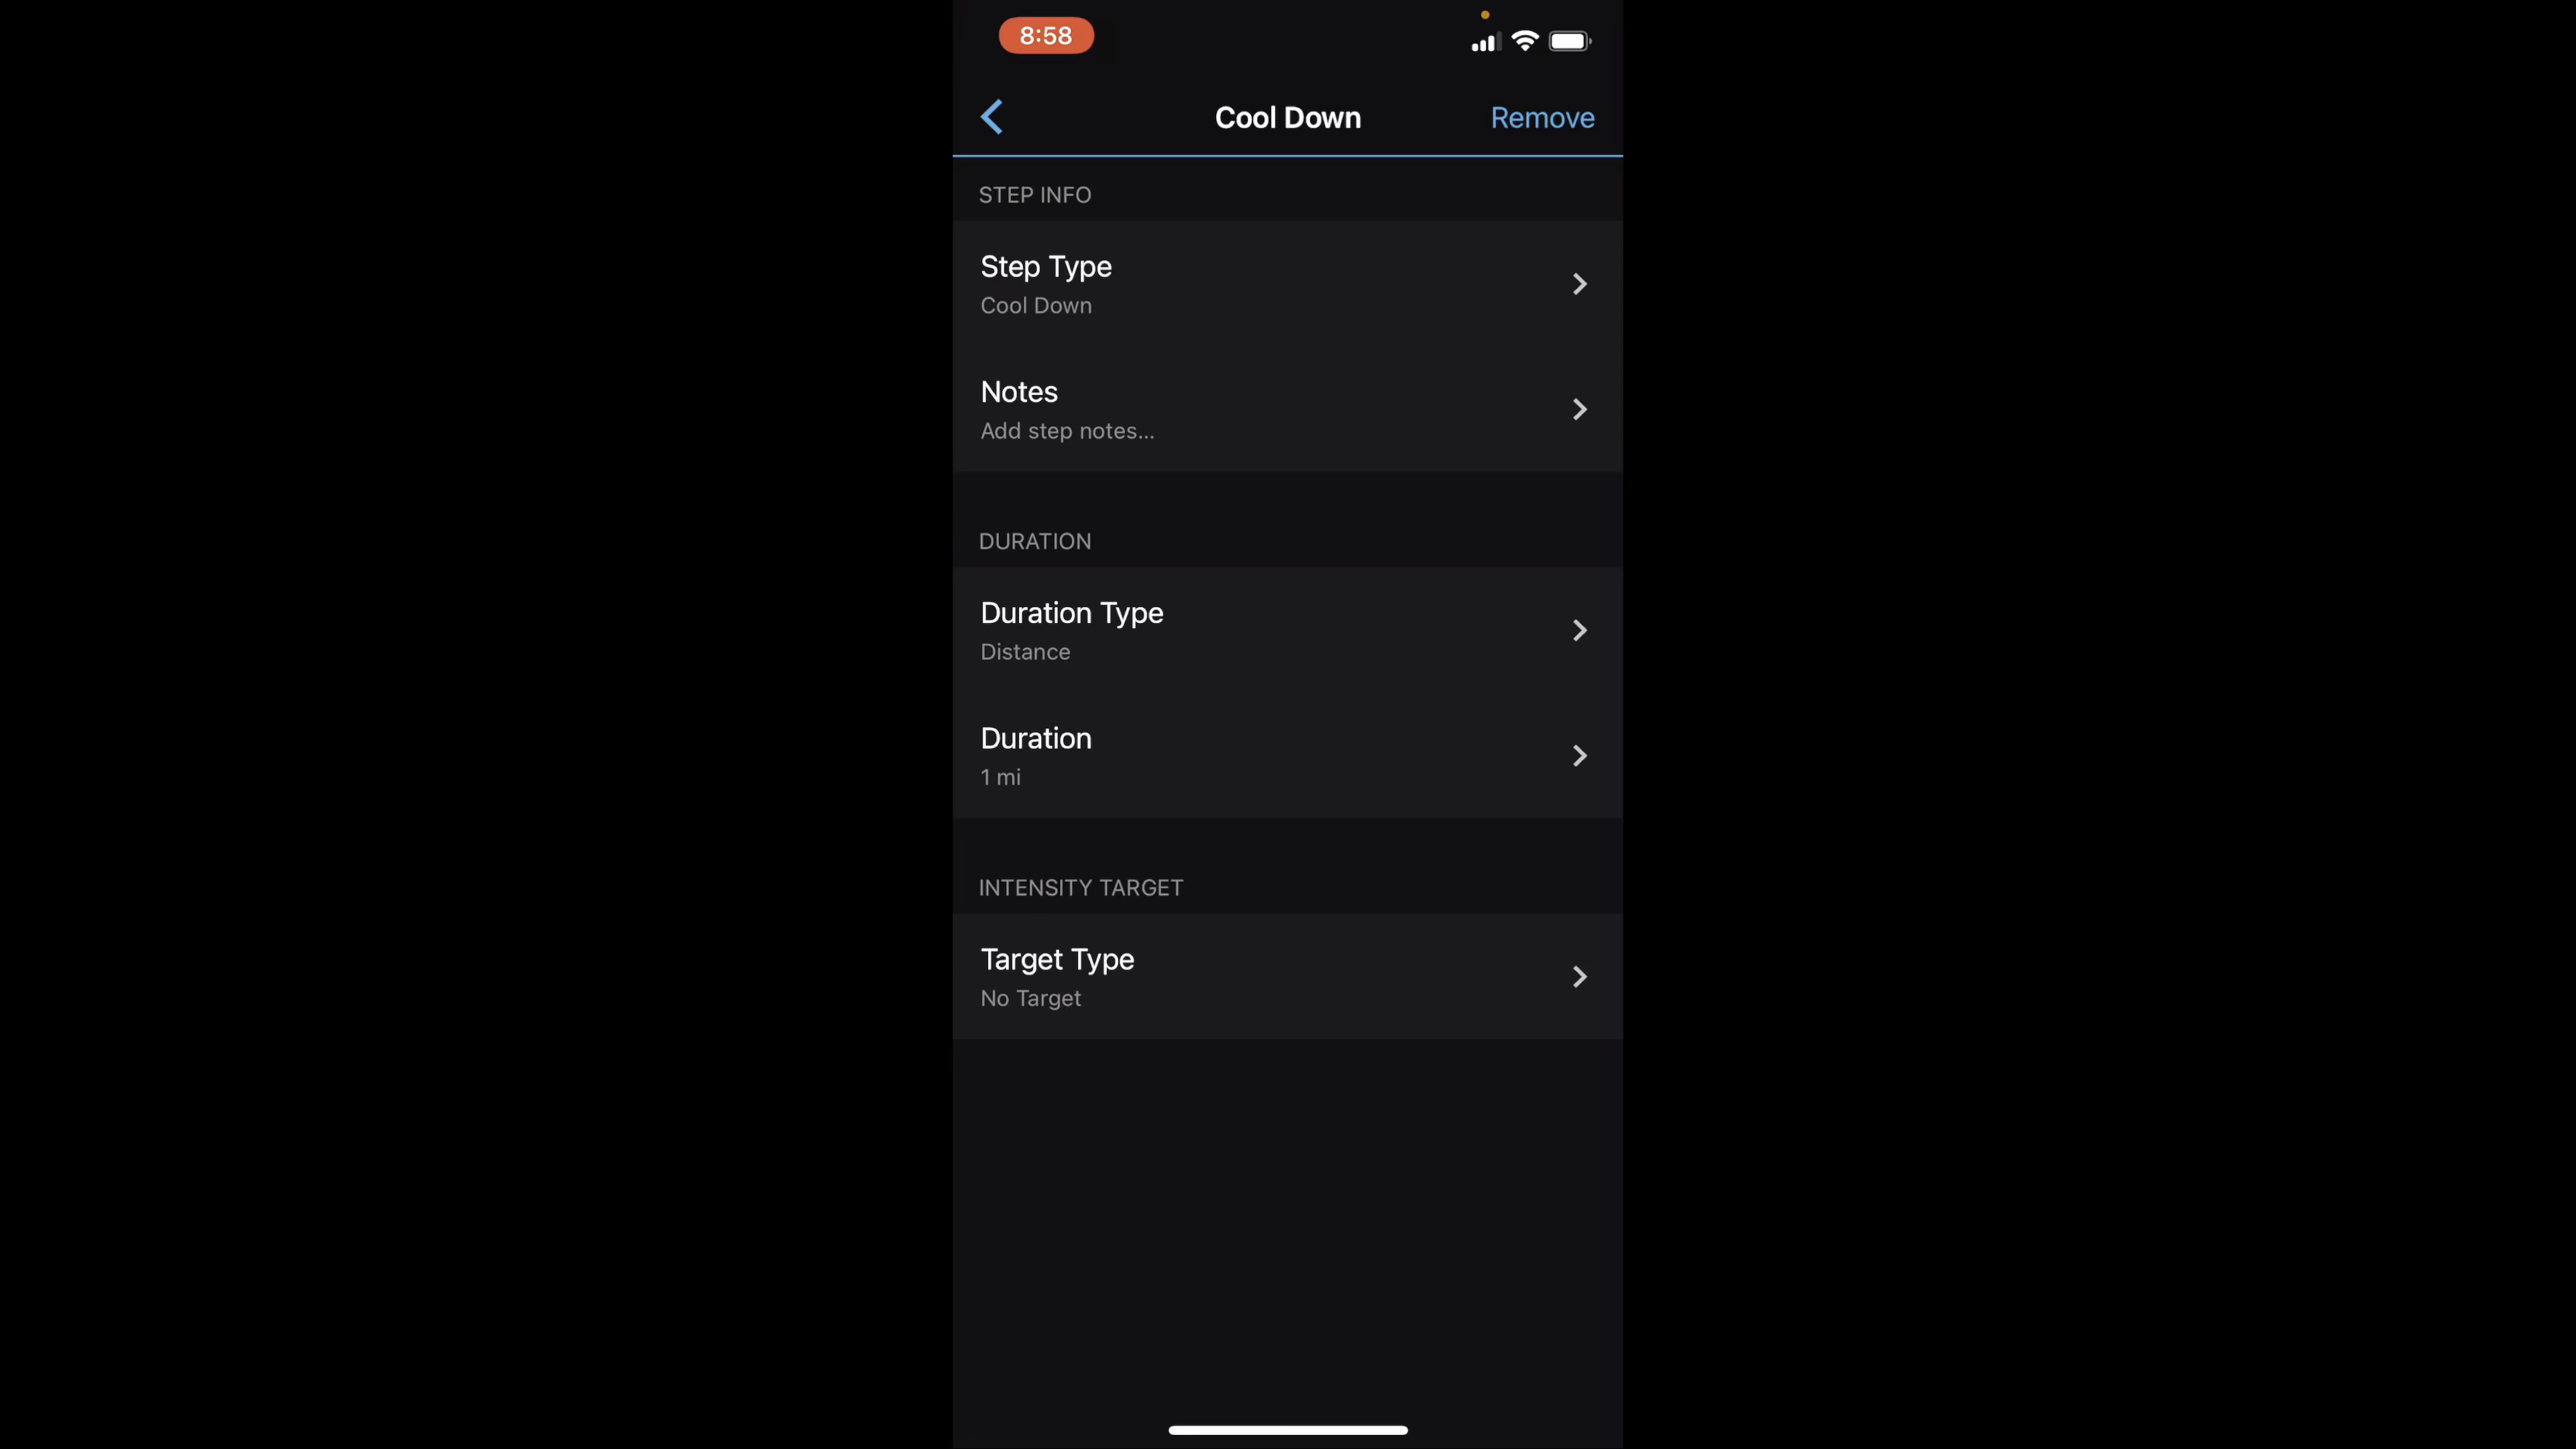 8:58
Cool Down
Remove
STEP INFO
Step Type
Cool Down
Notes
Add step notes...
DURATION
Duration Type
Distance
Duration
1 mi
INTENSITY TARGET
Target Type
No Target